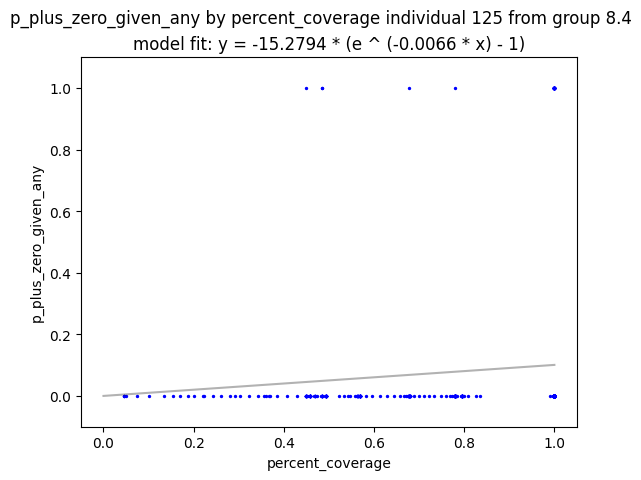 p_plus_zero_given_any by percent_coverage individual 125 from group 8.4
model fit: y = -15.2794 * (e ^ (-0.0066 * x) - 1)
1.0
0.8
0.6
0.4
0.2
0.0
p_plus_zero_given_any
0.0 0.2 0.4 0.6 0.8 1.0
percent_coverage